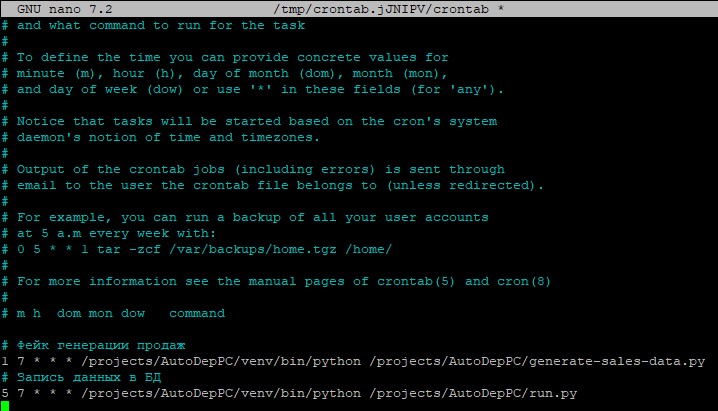 GNU nano 7.2 /tmp/crontab.jJNIPV/crontab *
# and what command to run for the task
#
# To define the time you can provide concrete values for
# minute (m), hour (h), day of month (dom), month (mon),
# and day of week (dow) or use '*' in these fields (for 'any').
#
# Notice that tasks will be started based on the cron's system
# daemon's notion of time and timezones.
#
# Output of the crontab jobs (including errors) is sent through
# email to the user the crontab file belongs to (unless redirected).
#
# For example, you can run a backup of all your user accounts
# at 5 a.m every week with:
# 0 5 * * 1 tar -zcf /var/backups/home.tgz /home/
#
# For more information see the manual pages of crontab(5) and cron(8)
#
# m h  dom mon dow   command

# Фейк генерации продаж
1 7 * * * /projects/AutoDepPC/venv/bin/python /projects/AutoDepPC/generate-sales-data.py
# Запись данных в БД
5 7 * * * /projects/AutoDepPC/venv/bin/python /projects/AutoDepPC/run.py